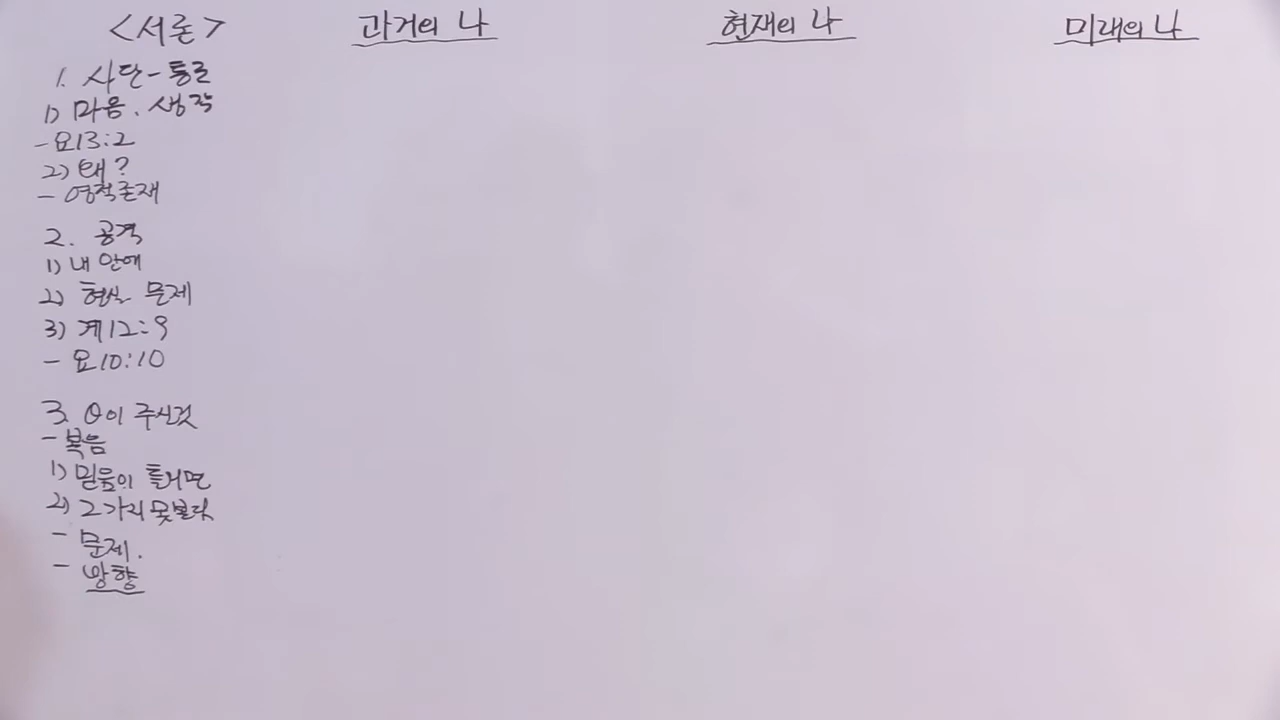 <서론>
1. 사단-통로
1) 마음. 생각
- 요13:2
2) 왜?
- 영적존재
2. 공격
1) 내 안에
2) 현실 문제
3) 계12:9
- 요10:10
3. θ이 주신것
- 복음
1) 믿음이 틀리면
2) 2가지 못본다
- 문제.
- 방향
과거의 나
현재의 나
미래의 나